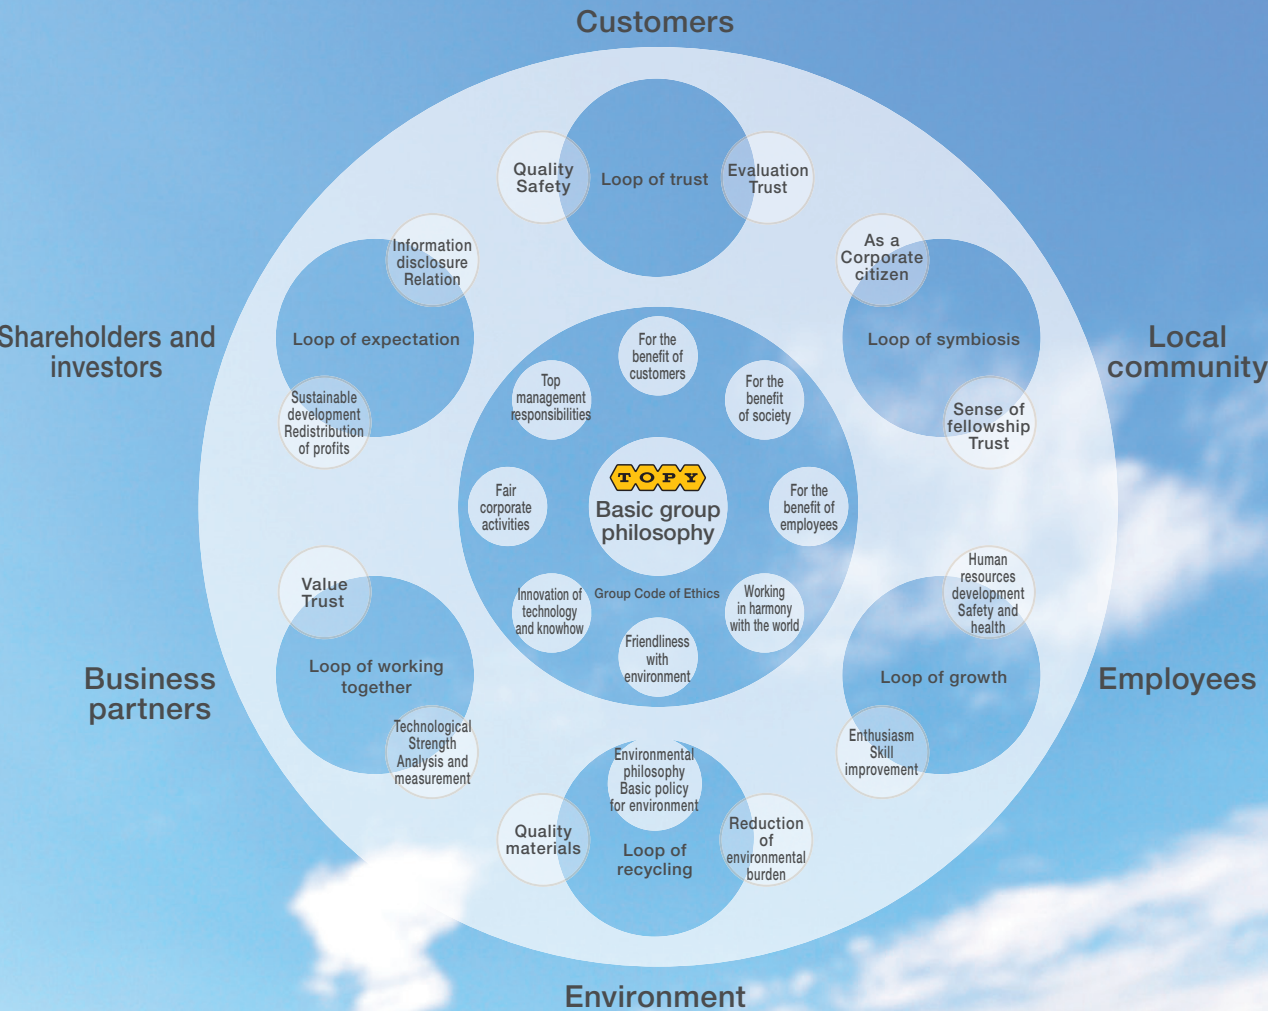 Customers
Quality
Safety
Loop of trust
Evaluation
Trust
Information
disclosure
Relation
Loop of expectation
Sustainable
development
Redistribution
of profits
Shareholders and
investors
As a
Corporate
citizen
Loop of symbiosis
Sense of
fellowship
Trust
Local
community
For the
benefit of
customers
Top
management
responsibilities
For the
benefit
of society
Fair
corporate
activities
TOPY
Basic group
philosophy
For the
benefit of
employees
Innovation of
technology
and knowhow
Group Code of Ethics
Working
in harmony
with the world
Friendliness
with
environment
Value
Trust
Loop of working
together
Technological
Strength
Analysis and
measurement
Business
partners
Human
resources
development
Safety and
health
Loop of growth
Enthusiasm
Skill
improvement
Employees
Environmental
philosophy
Basic policy
for environment
Quality
materials
Loop of
recycling
Reduction
of
environmental
burden
Environment